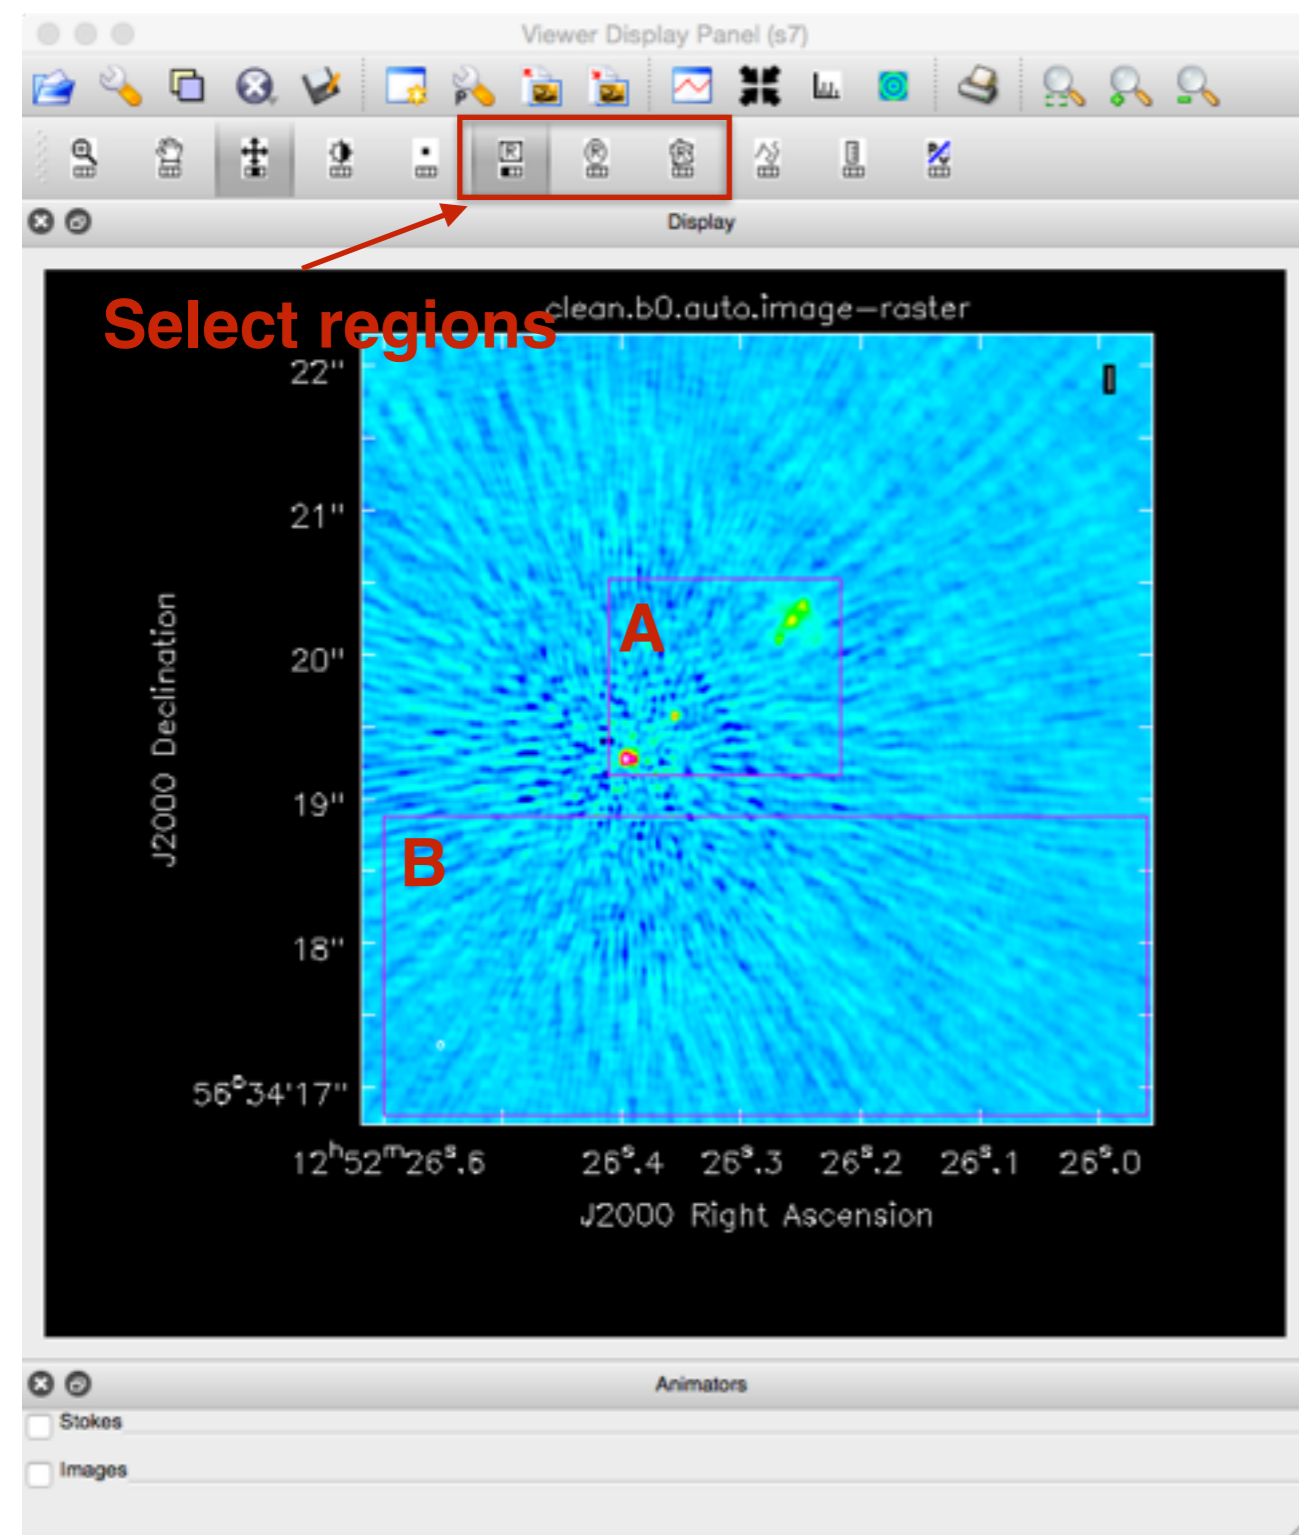 Viewer Display Panel (s7)
P
R
R
R
P/V
Display
clean.b0.auto.image-raster
Select regions
22"
21"
A
20"
J2000 Declination
19"
B
18"
56°34'17"
12ʰ52ᵐ26ˢ.6 26ˢ.4 26ˢ.3 26ˢ.2 26ˢ.1 26ˢ.0
J2000 Right Ascension
Animators
Stokes
Images